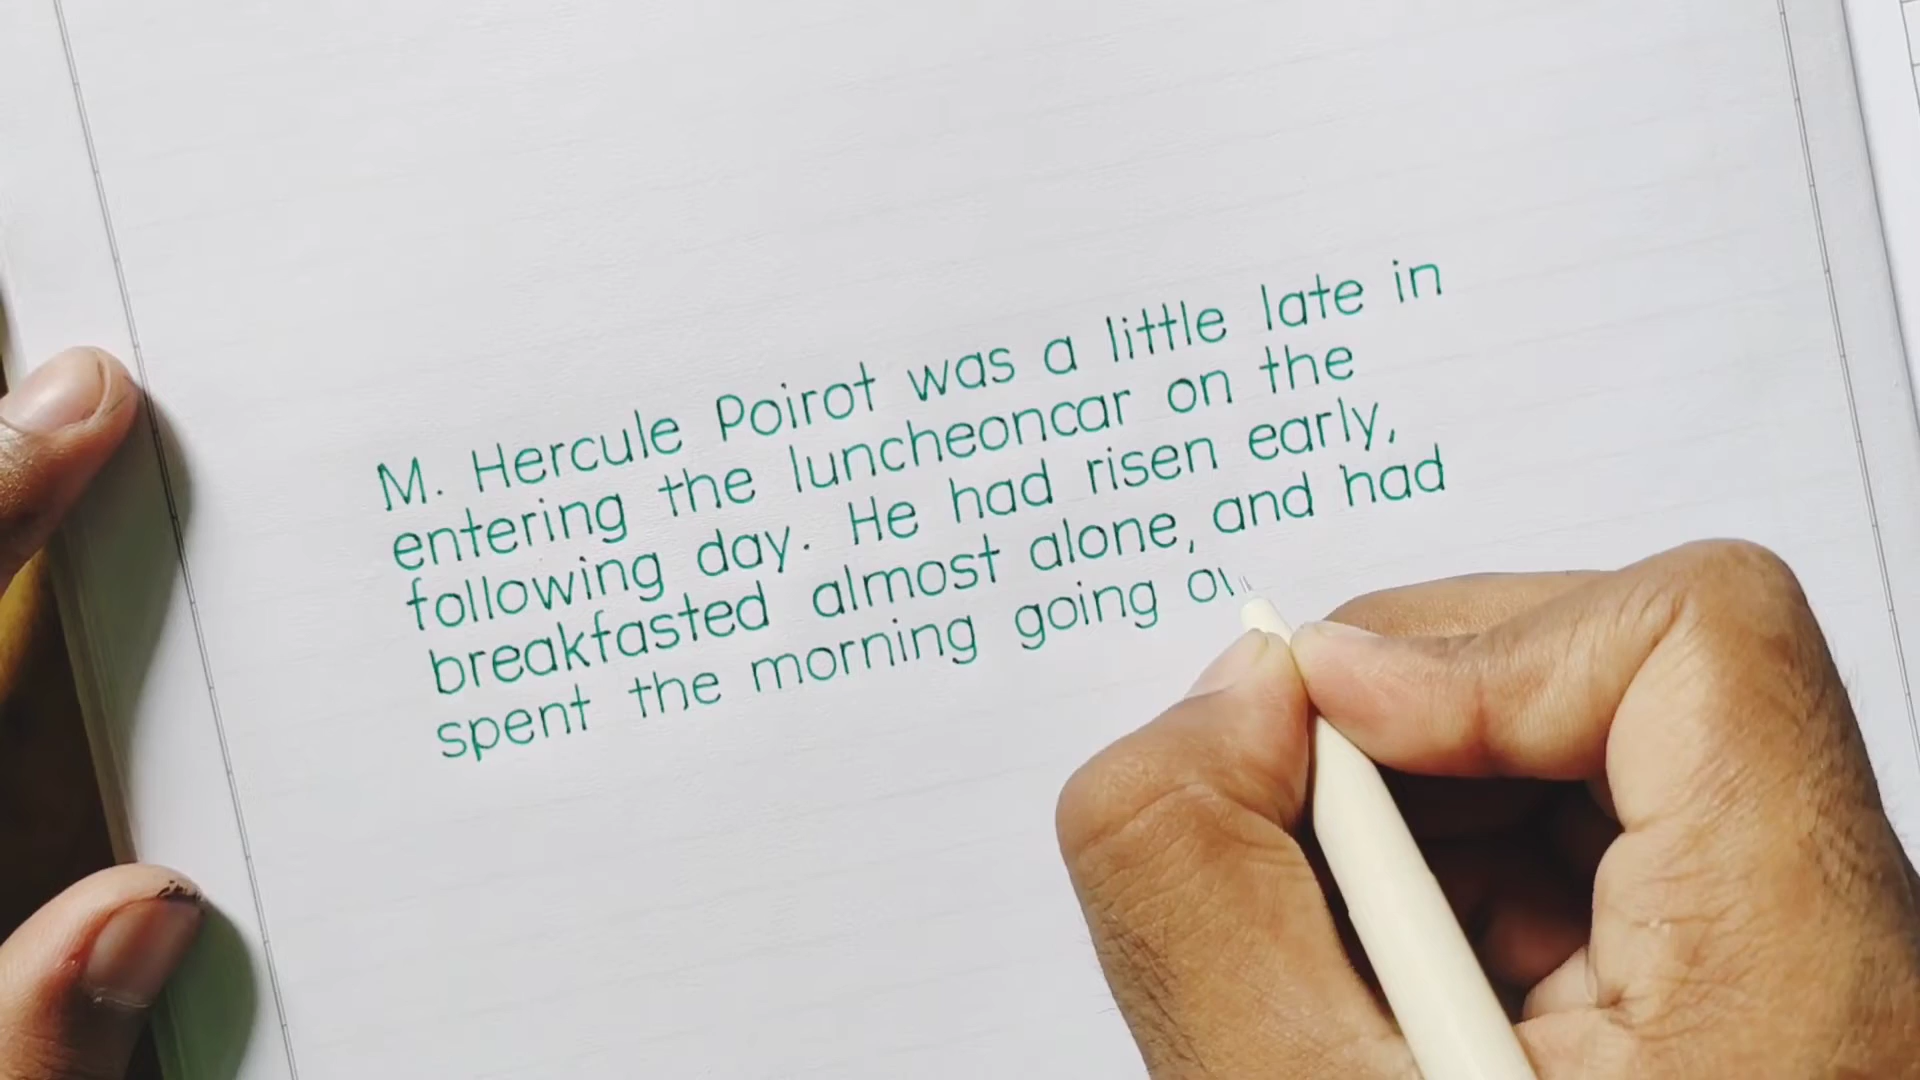 M. Hercule Poirot was a little late in
entering the luncheoncar on the
following day. He had risen early,
breakfasted almost alone, and had
spent the morning going